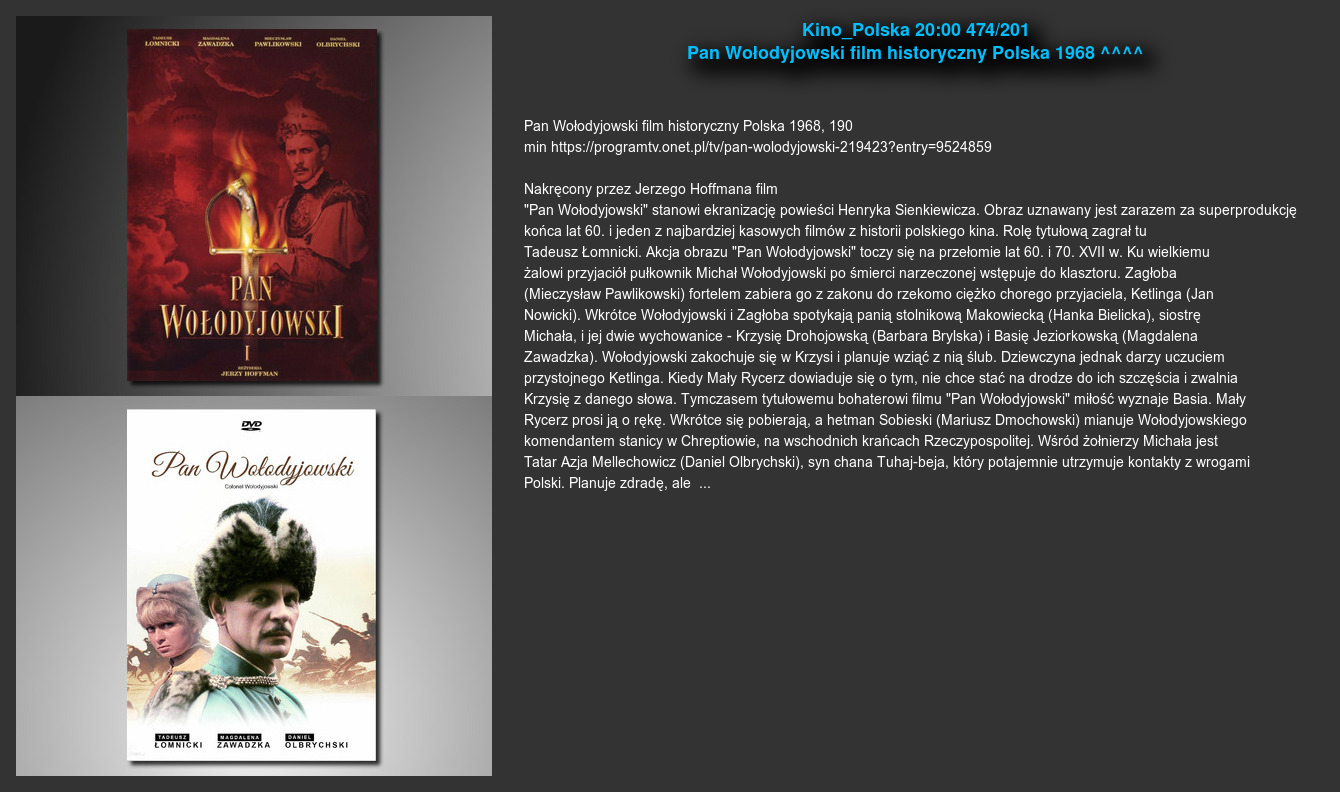 TADEUSZ
ŁOMNICKI
MAGDALENA
ZAWADZKA
MIECZYSŁAW
PAWLIKOWSKI
DANIEL
OLBRYCHSKI
PAN
WOŁODYJOWSKI
I
REŻYSERIA
JERZY HOFFMAN
DVD
Pan Wołodyjowski
Colonel Wolodyjowski
TADEUSZ
ŁOMNICKI
MAGDALENA
ZAWADZKA
DANIEL
OLBRYCHSKI
Kino_Polska 20:00 474/201
Pan Wołodyjowski film historyczny Polska 1968 ^^^^
Pan Wołodyjowski film historyczny Polska 1968, 190
min https://programtv.onet.pl/tv/pan-wolodyjowski-219423?entry=9524859
Nakręcony przez Jerzego Hoffmana film
"Pan Wołodyjowski" stanowi ekranizację powieści Henryka Sienkiewicza. Obraz uznawany jest zarazem za superprodukcję
końca lat 60. i jeden z najbardziej kasowych filmów z historii polskiego kina. Rolę tytułową zagrał tu
Tadeusz Łomnicki. Akcja obrazu "Pan Wołodyjowski" toczy się na przełomie lat 60. i 70. XVII w. Ku wielkiemu
żalowi przyjaciół pułkownik Michał Wołodyjowski po śmierci narzeczonej wstępuje do klasztoru. Zagłoba
(Mieczysław Pawlikowski) fortelem zabiera go z zakonu do rzekomo ciężko chorego przyjaciela, Ketlinga (Jan
Nowicki). Wkrótce Wołodyjowski i Zagłoba spotykają panią stolnikową Makowiecką (Hanka Bielicka), siostrę
Michała, i jej dwie wychowanice - Krzysię Drohojowską (Barbara Brylska) i Basię Jeziorkowską (Magdalena
Zawadzka). Wołodyjowski zakochuje się w Krzysi i planuje wziąć z nią ślub. Dziewczyna jednak darzy uczuciem
przystojnego Ketlinga. Kiedy Mały Rycerz dowiaduje się o tym, nie chce stać na drodze do ich szczęścia i zwalnia
Krzysię z danego słowa. Tymczasem tytułowemu bohaterowi filmu "Pan Wołodyjowski" miłość wyznaje Basia. Mały
Rycerz prosi ją o rękę. Wkrótce się pobierają, a hetman Sobieski (Mariusz Dmochowski) mianuje Wołodyjowskiego
komendantem stanicy w Chreptiowie, na wschodnich krańcach Rzeczypospolitej. Wśród żołnierzy Michała jest
Tatar Azja Mellechowicz (Daniel Olbrychski), syn chana Tuhaj-beja, który potajemnie utrzymuje kontakty z wrogami
Polski. Planuje zdradę, ale  ...